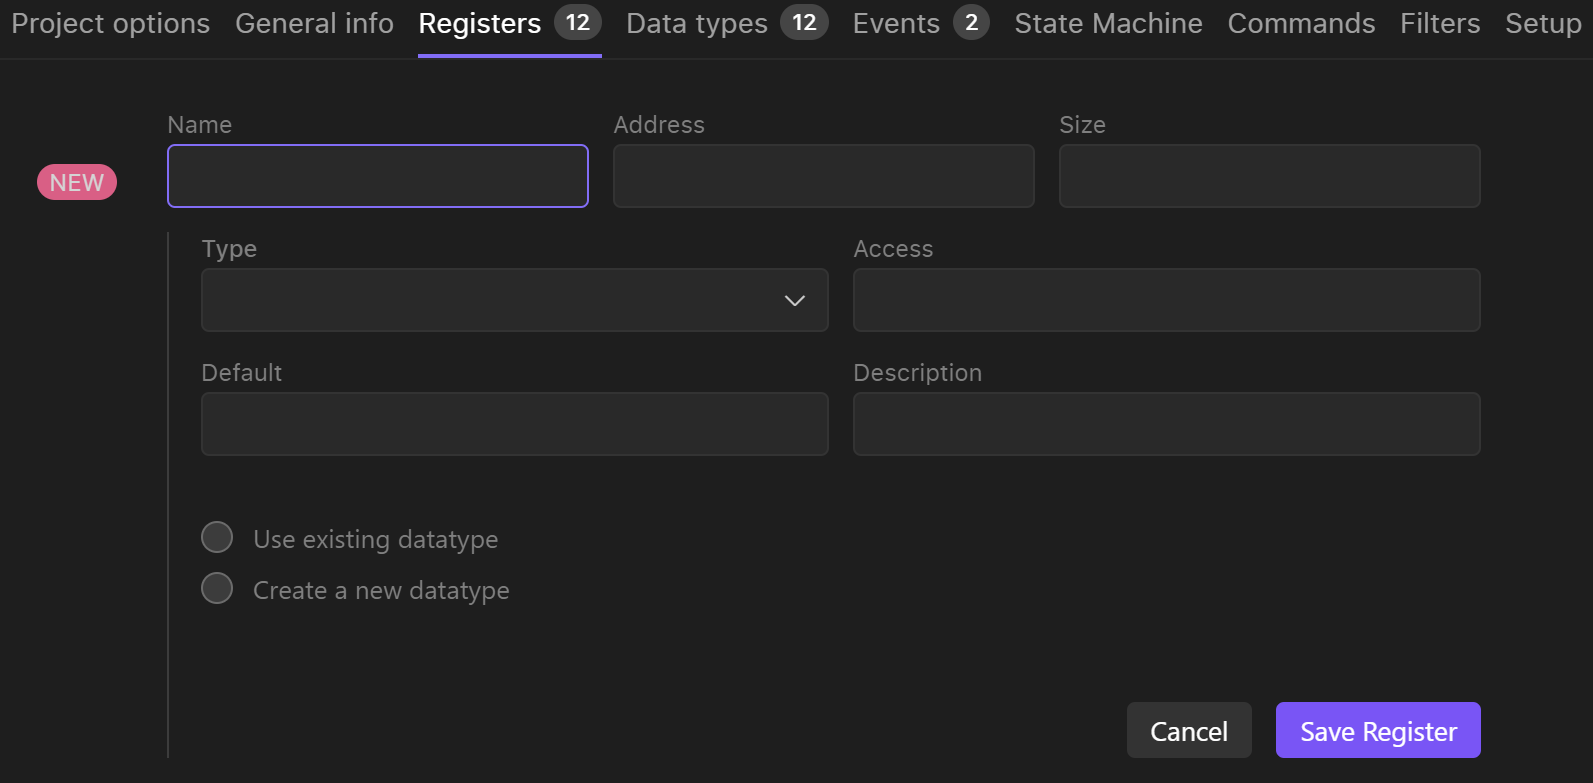 Project options General info Registers 12 Data types 12 Events 2 State Machine Commands Filters Setup
Name Address Size
NEW
Type Access
Default Description
Use existing datatype
Create a new datatype
Cancel Save Register